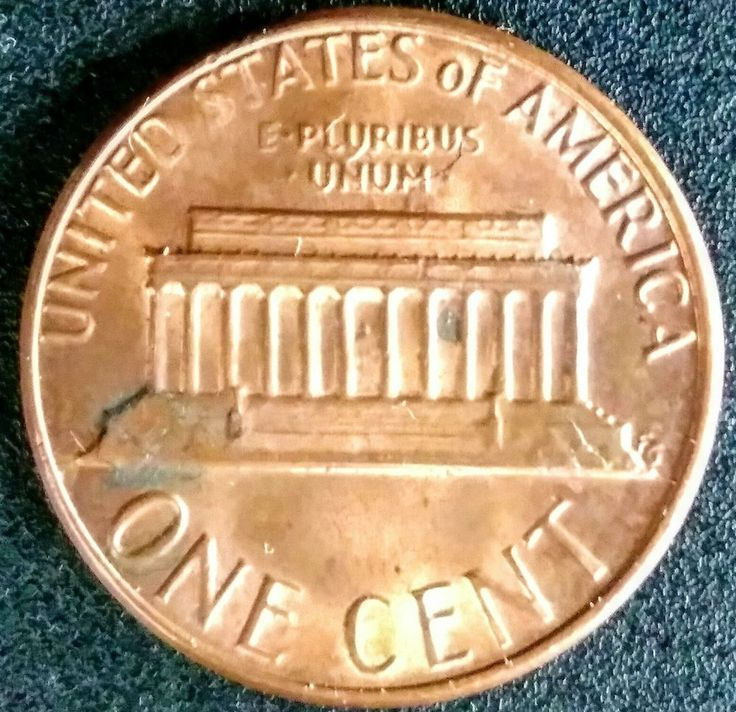 UNITED STATES OF AMERICA
E·PLURIBUS
UNUM
ONE CENT